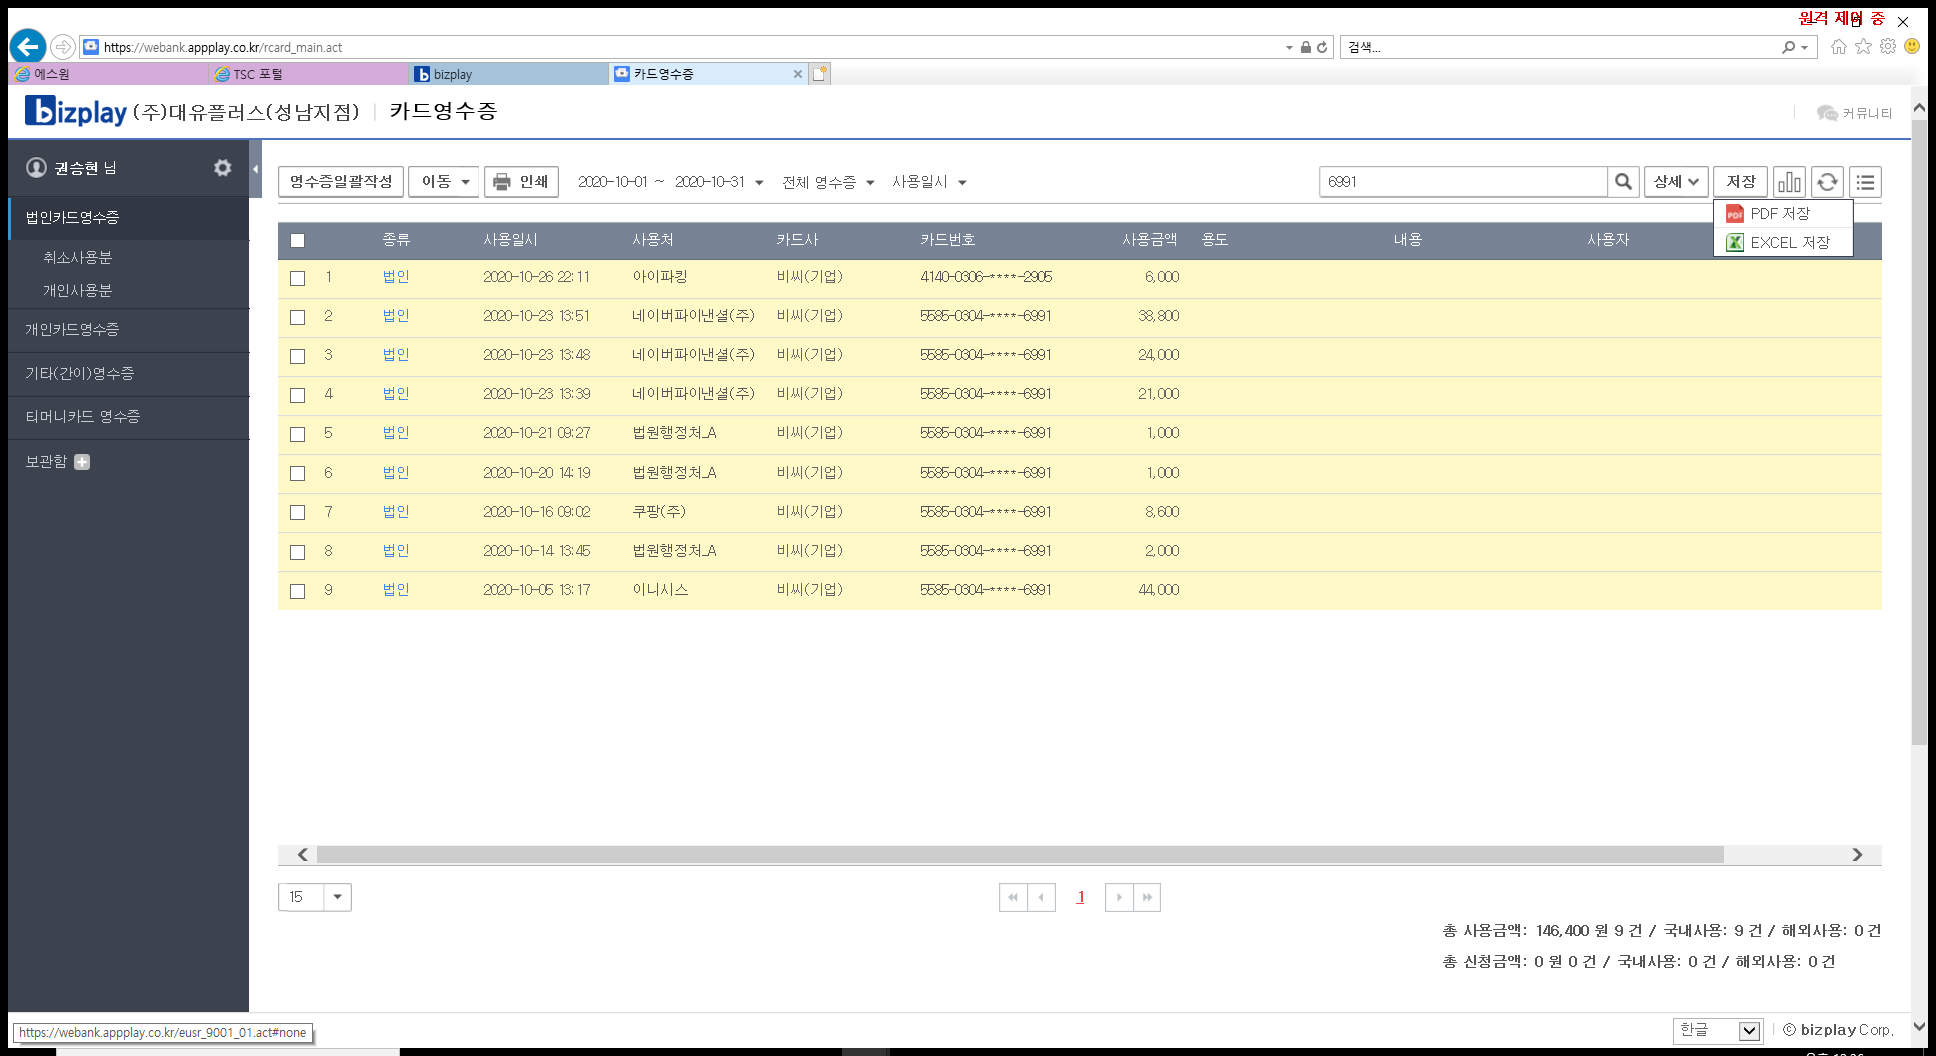 원격 제어 중
https://webank.appplay.co.kr/rcard_main.act
검색...
에스원
TSC 포털
bizplay
카드영수증
bizplay (주)대유플러스(성남지점) 카드영수증
커뮤니티
권승현 님
법인카드영수증
취소사용분
개인사용분
개인카드영수증
기타(간이)영수증
티머니카드 영수증
보관함
영수증일괄작성 이동 인쇄 2020-10-01 ~ 2020-10-31 전체 영수증 사용일시 6991 상세 저장
PDF 저장
EXCEL 저장
종류 사용일시 사용처 카드사 카드번호 사용금액 용도 내용 사용자
1 법인 2020-10-26 22:11 아이파킹 비씨(기업) 4140-0306-****-2905 6,000
2 법인 2020-10-23 13:51 네이버파이낸셜(주) 비씨(기업) 5585-0304-****-6991 38,800
3 법인 2020-10-23 13:48 네이버파이낸셜(주) 비씨(기업) 5585-0304-****-6991 24,000
4 법인 2020-10-23 13:39 네이버파이낸셜(주) 비씨(기업) 5585-0304-****-6991 21,000
5 법인 2020-10-21 09:27 법원행정처_A 비씨(기업) 5585-0304-****-6991 1,000
6 법인 2020-10-20 14:19 법원행정처_A 비씨(기업) 5585-0304-****-6991 1,000
7 법인 2020-10-16 09:02 쿠팡(주) 비씨(기업) 5585-0304-****-6991 8,600
8 법인 2020-10-14 13:45 법원행정처_A 비씨(기업) 5585-0304-****-6991 2,000
9 법인 2020-10-05 13:17 이니시스 비씨(기업) 5585-0304-****-6991 44,000
15
1
총 사용금액: 146,400 원 9 건 / 국내사용: 9 건 / 해외사용: 0 건
총 신청금액: 0 원 0 건 / 국내사용: 0 건 / 해외사용: 0 건
https://webank.appplay.co.kr/eusr_9001_01.act#none
한글
© bizplay Corp.